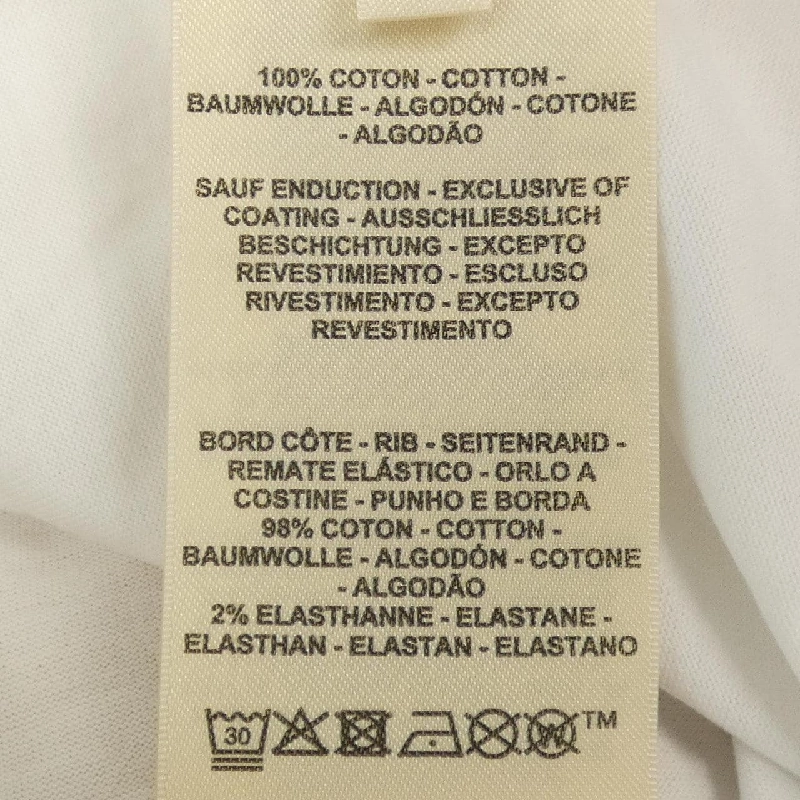 100% COTON - COTTON -
BAUMWOLLE - ALGODÓN - COTONE
- ALGODÃO
SAUF ENDUCTION - EXCLUSIVE OF
COATING - AUSSCHLIESSLICH
BESCHICHTUNG - EXCEPTO
REVESTIMIENTO - ESCLUSO
RIVESTIMENTO - EXCEPTO
REVESTIMENTO
BORD CÔTE - RIB - SEITENRAND -
REMATE ELÁSTICO - ORLO A
COSTINE - PUNHO E BORDA
98% COTON - COTTON -
BAUMWOLLE - ALGODÓN - COTONE
- ALGODÃO
2% ELASTHANNE - ELASTANE -
ELASTHAN - ELASTAN - ELASTANO
30 W TM